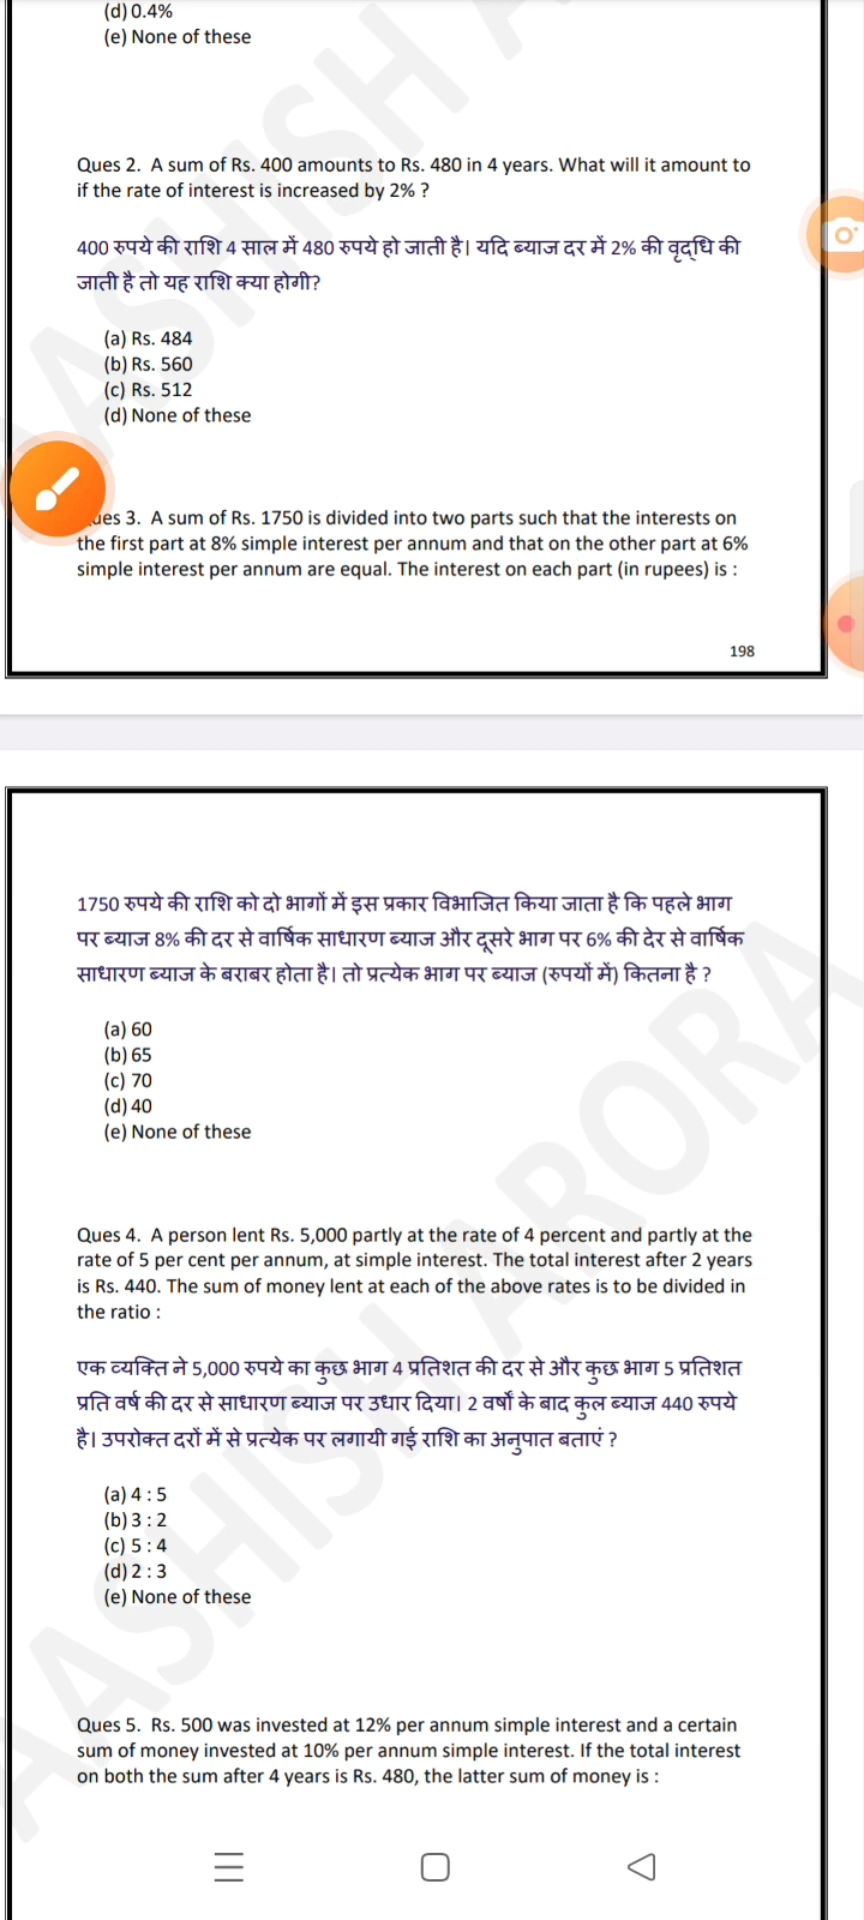 (d) 0.4%
(e) None of these
Ques 2. A sum of Rs. 400 amounts to Rs. 480 in 4 years. What will it amount to
if the rate of interest is increased by 2% ?
400 रुपये की राशि 4 साल में 480 रुपये हो जाती है। यदि ब्याज दर में 2% की वृद्धि की
जाती है तो यह राशि क्या होगी?
(a) Rs. 484
(b) Rs. 560
(c) Rs. 512
(d) None of these
ues 3. A sum of Rs. 1750 is divided into two parts such that the interests on
the first part at 8% simple interest per annum and that on the other part at 6%
simple interest per annum are equal. The interest on each part (in rupees) is :
198
1750 रुपये की राशि को दो भागों में इस प्रकार विभाजित किया जाता है कि पहले भाग
पर ब्याज 8% की दर से वार्षिक साधारण ब्याज और दूसरे भाग पर 6% की देर से वार्षिक
साधारण ब्याज के बराबर होता है। तो प्रत्येक भाग पर ब्याज (रुपयों में) कितना है ?
(a) 60
(b) 65
(c) 70
(d) 40
(e) None of these
Ques 4. A person lent Rs. 5,000 partly at the rate of 4 percent and partly at the
rate of 5 per cent per annum, at simple interest. The total interest after 2 years
is Rs. 440. The sum of money lent at each of the above rates is to be divided in
the ratio :
एक व्यक्ति ने 5,000 रुपये का कुछ भाग 4 प्रतिशत की दर से और कुछ भाग 5 प्रतिशत
प्रति वर्ष की दर से साधारण ब्याज पर उधार दिया। 2 वर्षों के बाद कुल ब्याज 440 रुपये
है। उपरोक्त दरों में से प्रत्येक पर लगायी गई राशि का अनुपात बताएं ?
(a) 4 : 5
(b) 3 : 2
(c) 5 : 4
(d) 2 : 3
(e) None of these
Ques 5. Rs. 500 was invested at 12% per annum simple interest and a certain
sum of money invested at 10% per annum simple interest. If the total interest
on both the sum after 4 years is Rs. 480, the latter sum of money is :
AASHISH ARORA